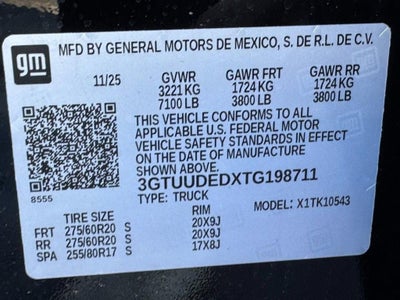 gm
MFD BY GENERAL MOTORS DE MEXICO, S. DE R.L. DE C.V.
11/25 GVWR GAWR FRT GAWR RR
3221 KG 1724 KG 1724 KG
7100 LB 3800 LB 3800 LB
THIS VEHICLE CONFORMS TO ALL
APPLICABLE U.S. FEDERAL MOTOR
VEHICLE SAFETY STANDARDS IN EFFECT
ON THE DATE OF MANUFACTURE SHOWN ABOVE.
3GTUUDEDXTG198711
8555 TYPE: TRUCK
TIRE SIZE RIM MODEL: X1TK10543
FRT 275/60R20 S 20X9J
RR 275/60R20 S 20X9J
SPA 255/80R17 S 17X8J